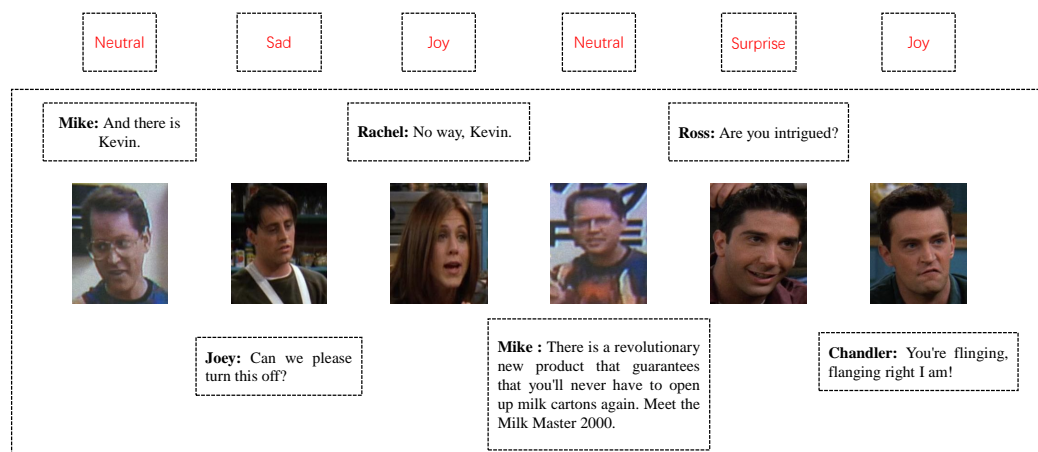 Neutral
Sad
Joy
Neutral
Surprise
Joy
Mike: And there is
Kevin.
Rachel: No way, Kevin.
Ross: Are you intrigued?
Joey: Can we please
turn this off?
Mike : There is a revolutionary
new product that guarantees
that you'll never have to open
up milk cartons again. Meet the
Milk Master 2000.
Chandler: You're flinging,
flanging right I am!